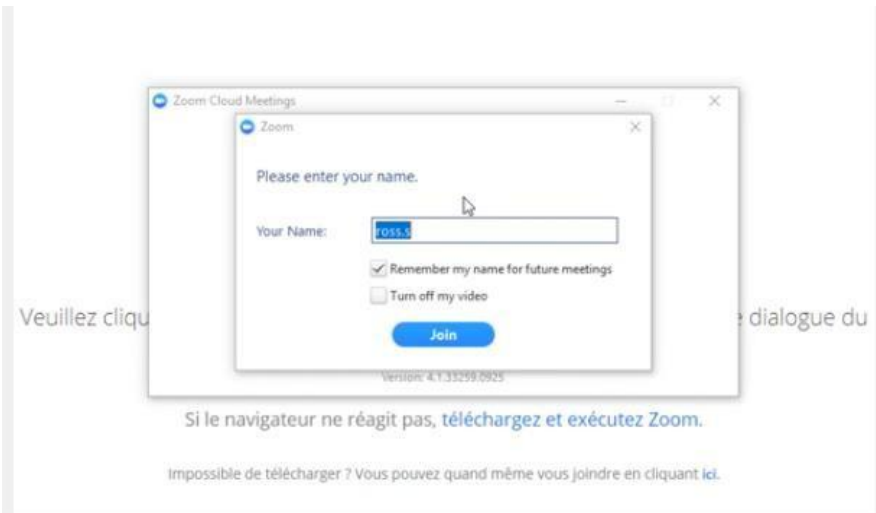 Zoom Cloud Meetings
Zoom
Please enter your name.
Your Name: ross.s
Remember my name for future meetings
Turn off my video
Veuillez cliqu dialogue du
Join
Version: 4.1.33259.0925
Si le navigateur ne réagit pas, téléchargez et exécutez Zoom.
Impossible de télécharger ? Vous pouvez quand même vous joindre en cliquant ici.